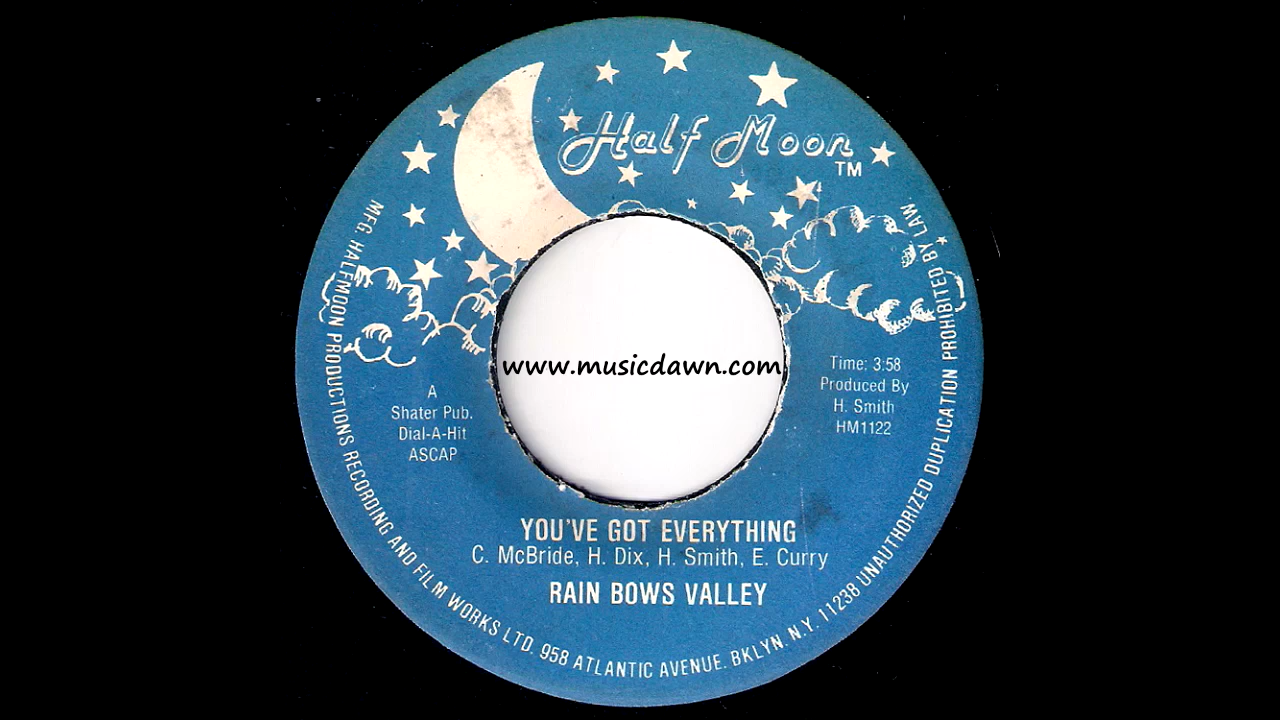 Half Moon
TM
MFG. HALFMOON PRODUCTIONS RECORDING AND FILM WORKS LTD. 958 ATLANTIC AVENUE. BKLYN. N.Y. 11238 UNAUTHORIZED DUPLICATION PROHIBITED BY LAW
www.musicdawn.com
A
Shater Pub.
Dial-A-Hit
ASCAP
Time: 3:58
Produced By
H. Smith
HM1122
YOU'VE GOT EVERYTHING
C. McBride, H. Dix, H. Smith, E. Curry
RAIN BOWS VALLEY